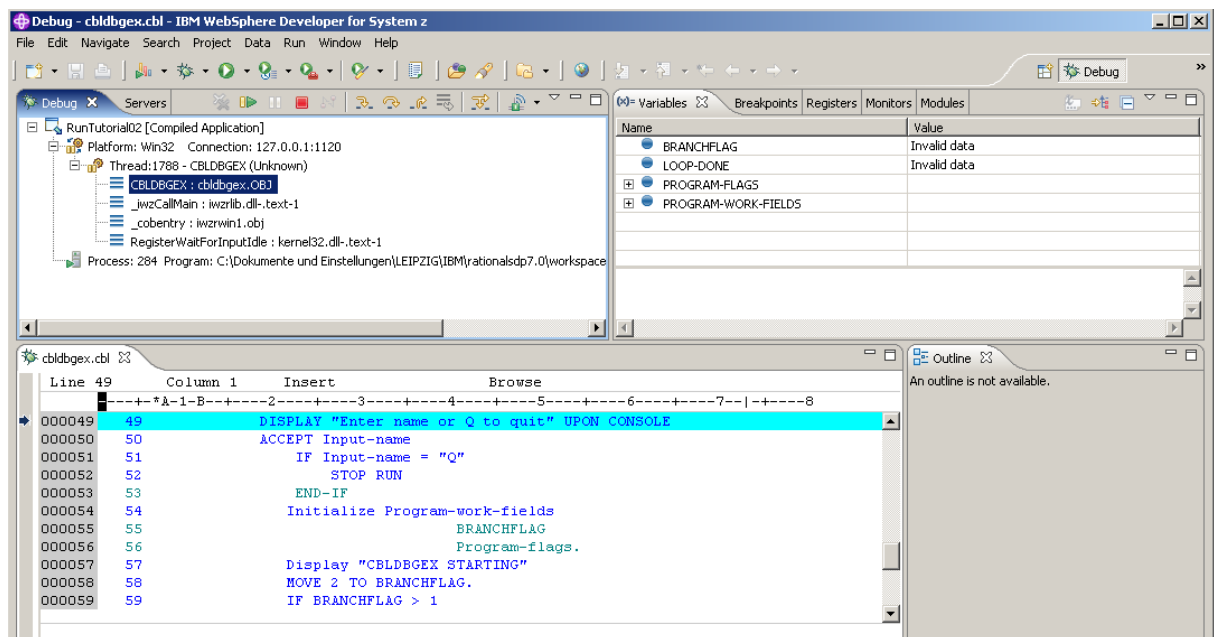 Debug - cbldbgex.cbl - IBM WebSphere Developer for System z
File Edit Navigate Search Project Data Run Window Help
Debug
»
Debug Servers
RunTutorial02 [Compiled Application]
Platform: Win32 Connection: 127.0.0.1:1120
Thread:1788 - CBLDBGEX (Unknown)
CBLDBGEX : cbldbgex.OBJ
_iwzCallMain : iwzrlib.dll-.text-1
_cobentry : iwzrwin1.obj
RegisterWaitForInputIdle : kernel32.dll-.text-1
Process: 284 Program: C:\Dokumente und Einstellungen\LEIPZIG\IBM\rationalsdp7.0\workspace
(x)= Variables Breakpoints Registers Monitors Modules
Name Value
BRANCHFLAG Invalid data
LOOP-DONE Invalid data
PROGRAM-FLAGS
PROGRAM-WORK-FIELDS
cbldbgex.cbl
Line 49 Column 1 Insert Browse
----+-*A-1-B--+----2----+----3----+----4----+----5----+----6----+----7--|-+----8
000049 49 DISPLAY "Enter name or Q to quit" UPON CONSOLE
000050 50 ACCEPT Input-name
000051 51 IF Input-name = "Q"
000052 52 STOP RUN
000053 53 END-IF
000054 54 Initialize Program-work-fields
000055 55 BRANCHFLAG
000056 56 Program-flags.
000057 57 Display "CBLDBGEX STARTING"
000058 58 MOVE 2 TO BRANCHFLAG.
000059 59 IF BRANCHFLAG > 1
Outline
An outline is not available.